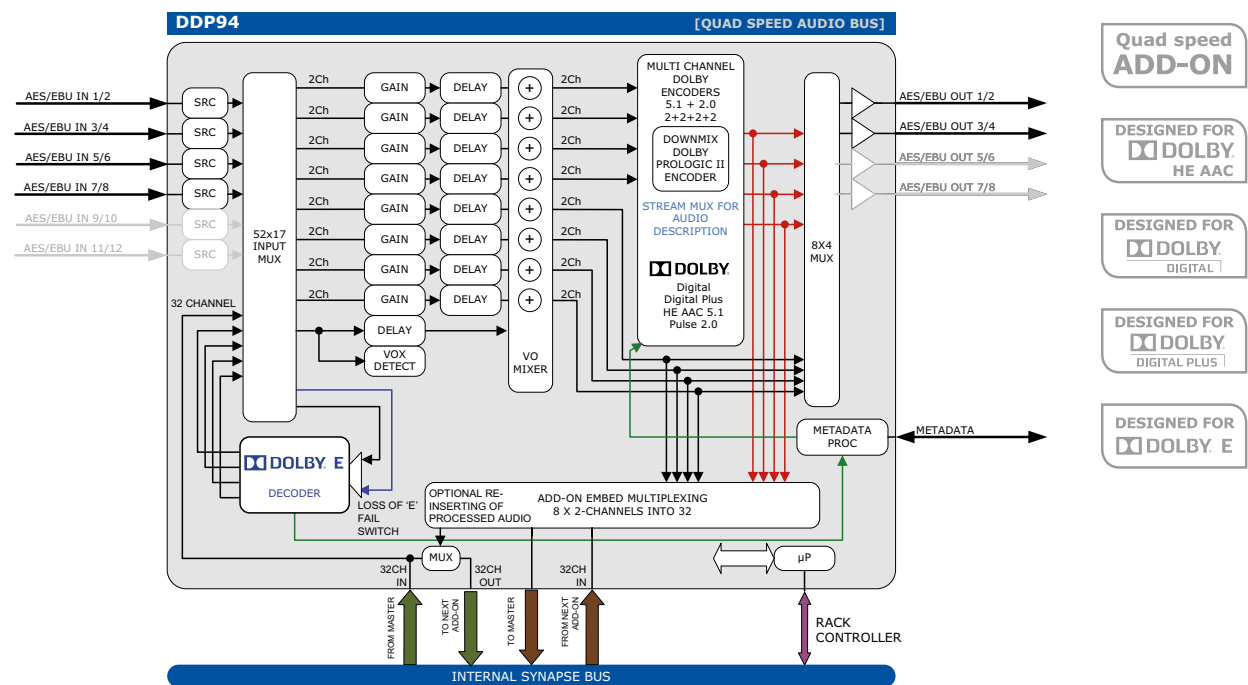 DDP94
[QUAD SPEED AUDIO BUS]
AES/EBU IN 1/2
AES/EBU IN 3/4
AES/EBU IN 5/6
AES/EBU IN 7/8
AES/EBU IN 9/10
AES/EBU IN 11/12
SRC
SRC
SRC
SRC
SRC
SRC
52x17
INPUT
MUX
32 CHANNEL
2Ch
2Ch
2Ch
2Ch
2Ch
2Ch
2Ch
2Ch
GAIN
GAIN
GAIN
GAIN
GAIN
GAIN
GAIN
GAIN
DELAY
VOX
DETECT
DELAY
DELAY
DELAY
DELAY
DELAY
DELAY
DELAY
DELAY
+
+
+
+
+
+
+
+
VO
MIXER
2Ch
2Ch
2Ch
2Ch
2Ch
2Ch
2Ch
2Ch
MULTI CHANNEL
DOLBY
ENCODERS
5.1 + 2.0
2+2+2+2
DOWNMIX
DOLBY
PROLOGIC II
ENCODER
STREAM MUX FOR
AUDIO
DESCRIPTION
DOLBY
Digital
Digital Plus
HE AAC 5.1
Pulse 2.0
8X4
MUX
AES/EBU OUT 1/2
AES/EBU OUT 3/4
AES/EBU OUT 5/6
AES/EBU OUT 7/8
METADATA
PROC
METADATA
DOLBY E
DECODER
LOSS OF 'E'
FAIL
SWITCH
OPTIONAL RE-
INSERTING OF
PROCESSED AUDIO
ADD-ON EMBED MULTIPLEXING
8 X 2-CHANNELS INTO 32
MUX
µP
32CH
IN
32CH
OUT
32CH
IN
FROM MASTER
TO NEXT
ADD-ON
TO MASTER
FROM NEXT
ADD-ON
RACK
CONTROLLER
INTERNAL SYNAPSE BUS
Quad speed
ADD-ON
DESIGNED FOR
DOLBY
HE AAC
DESIGNED FOR
DOLBY
DIGITAL
DESIGNED FOR
DOLBY
DIGITAL PLUS
DESIGNED FOR
DOLBY E